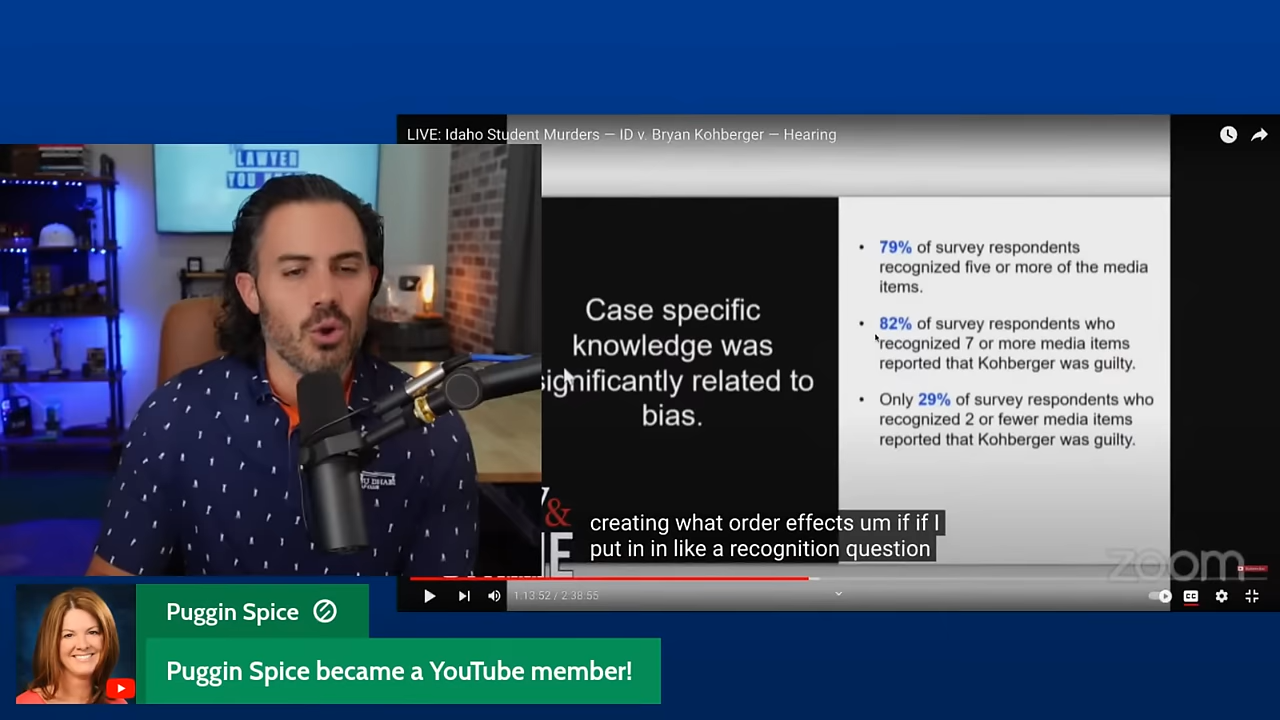 LIVE: Idaho Student Murders — ID v. Bryan Kohberger — Hearing
LAWYER
YOU KNOW
Case specific
knowledge was
significantly related to
bias.
• 79% of survey respondents
recognized five or more of the media
items.
• 82% of survey respondents who
recognized 7 or more media items
reported that Kohberger was guilty.
• Only 29% of survey respondents who
recognized 2 or fewer media items
reported that Kohberger was guilty.
&
creating what order effects um if if I
put in in like a recognition question
zoom
1:13:52 / 2:38:55
CC
Puggin Spice
Puggin Spice became a YouTube member!